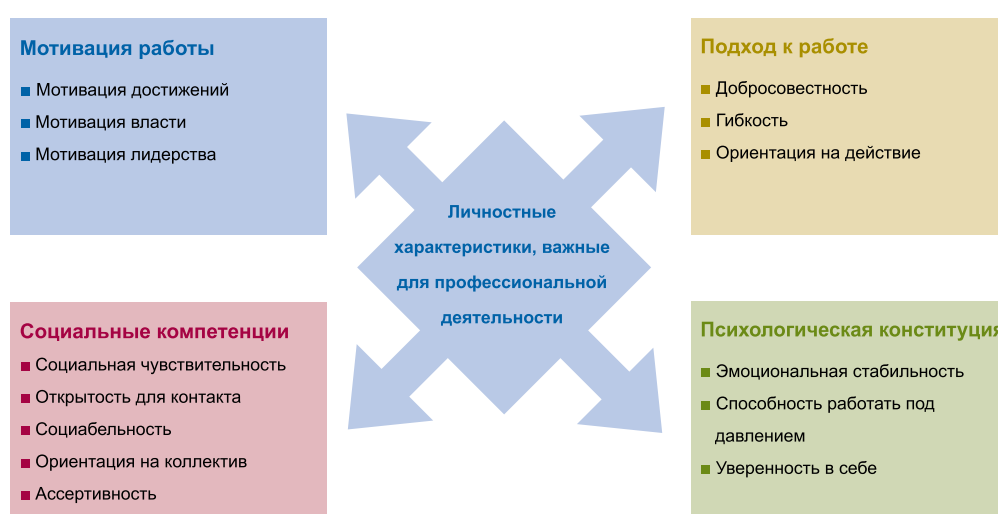 Мотивация работы
Мотивация достижений
Мотивация власти
Мотивация лидерства
Подход к работе
Добросовестность
Гибкость
Ориентация на действие
Личностные
характеристики, важные
для профессиональной
деятельности
Социальные компетенции
Социальная чувствительность
Открытость для контакта
Социабельность
Ориентация на коллектив
Ассертивность
Психологическая конституция
Эмоциональная стабильность
Способность работать под
давлением
Уверенность в себе